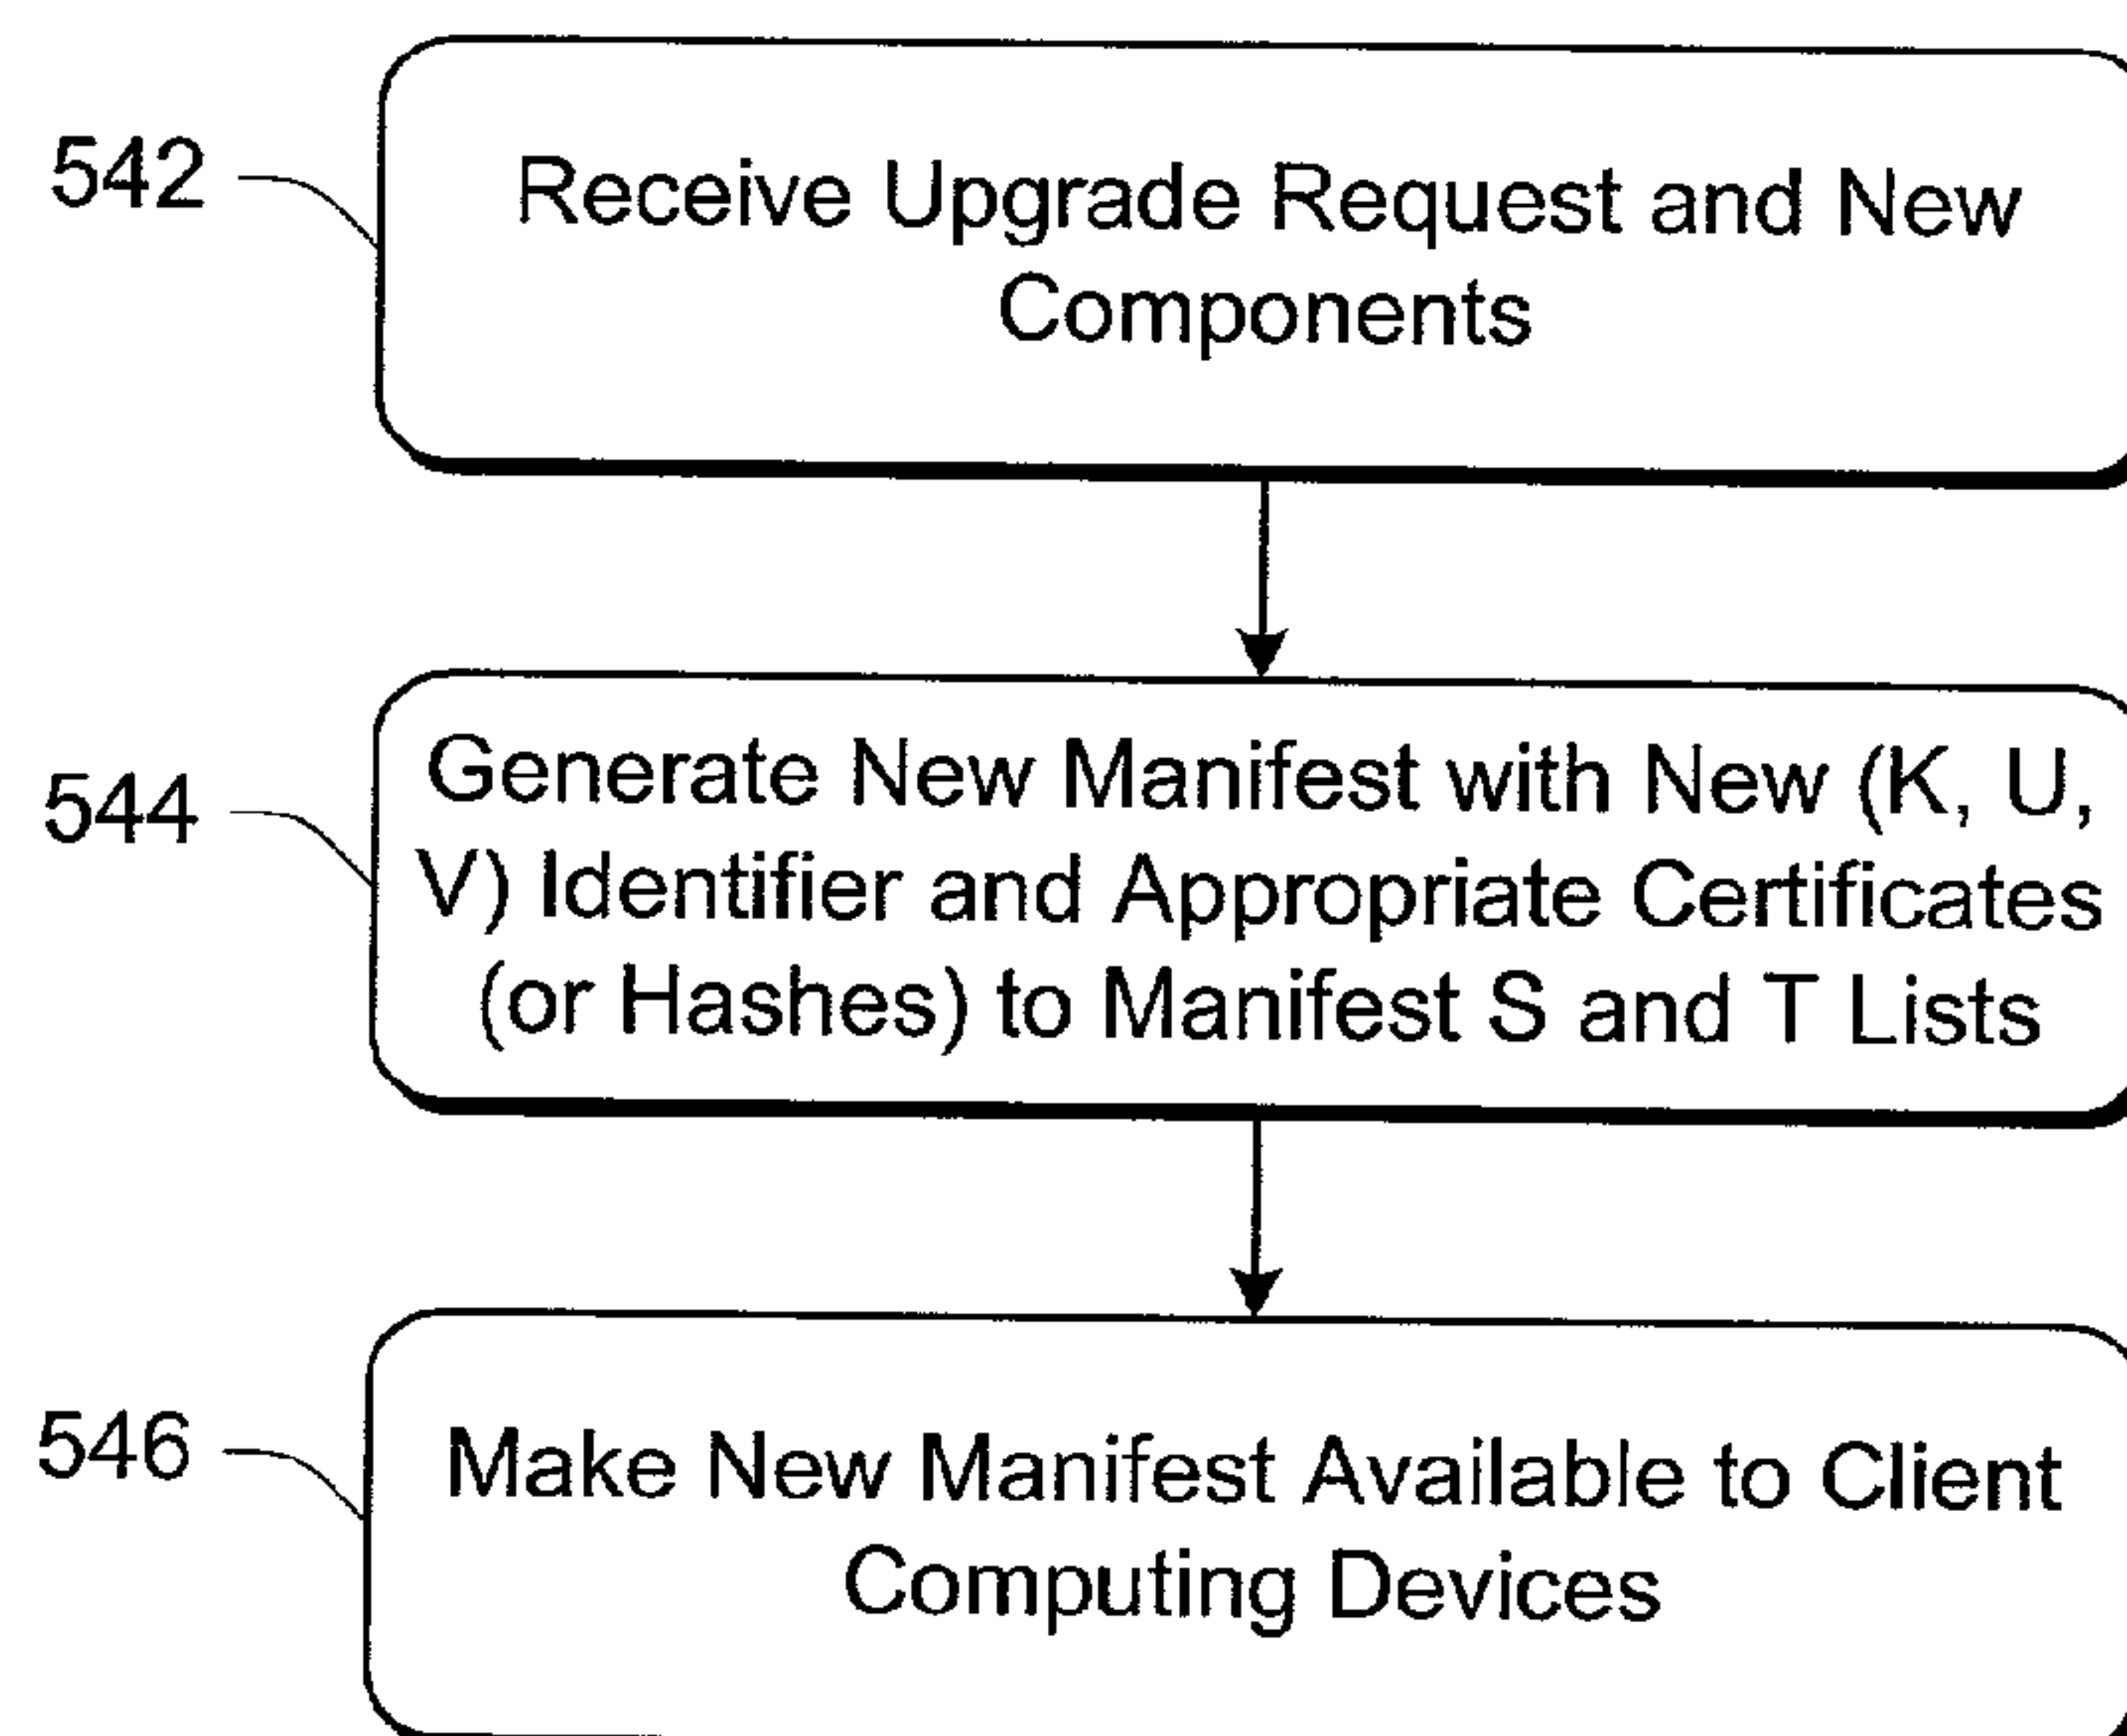 542
Receive Upgrade Request and New
Components
544
Generate New Manifest with New (K, U,
V) Identifier and Appropriate Certificates
(or Hashes) to Manifest S and T Lists
546
Make New Manifest Available to Client
Computing Devices